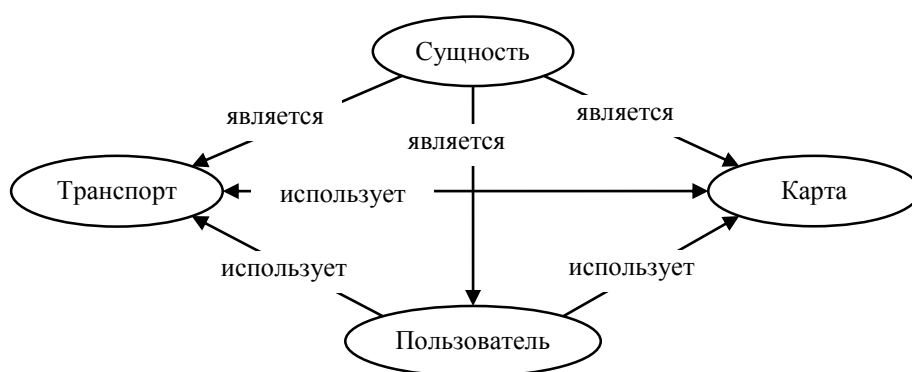 Сущность
является
является
является
Транспорт
использует
Карта
использует
использует
Пользователь